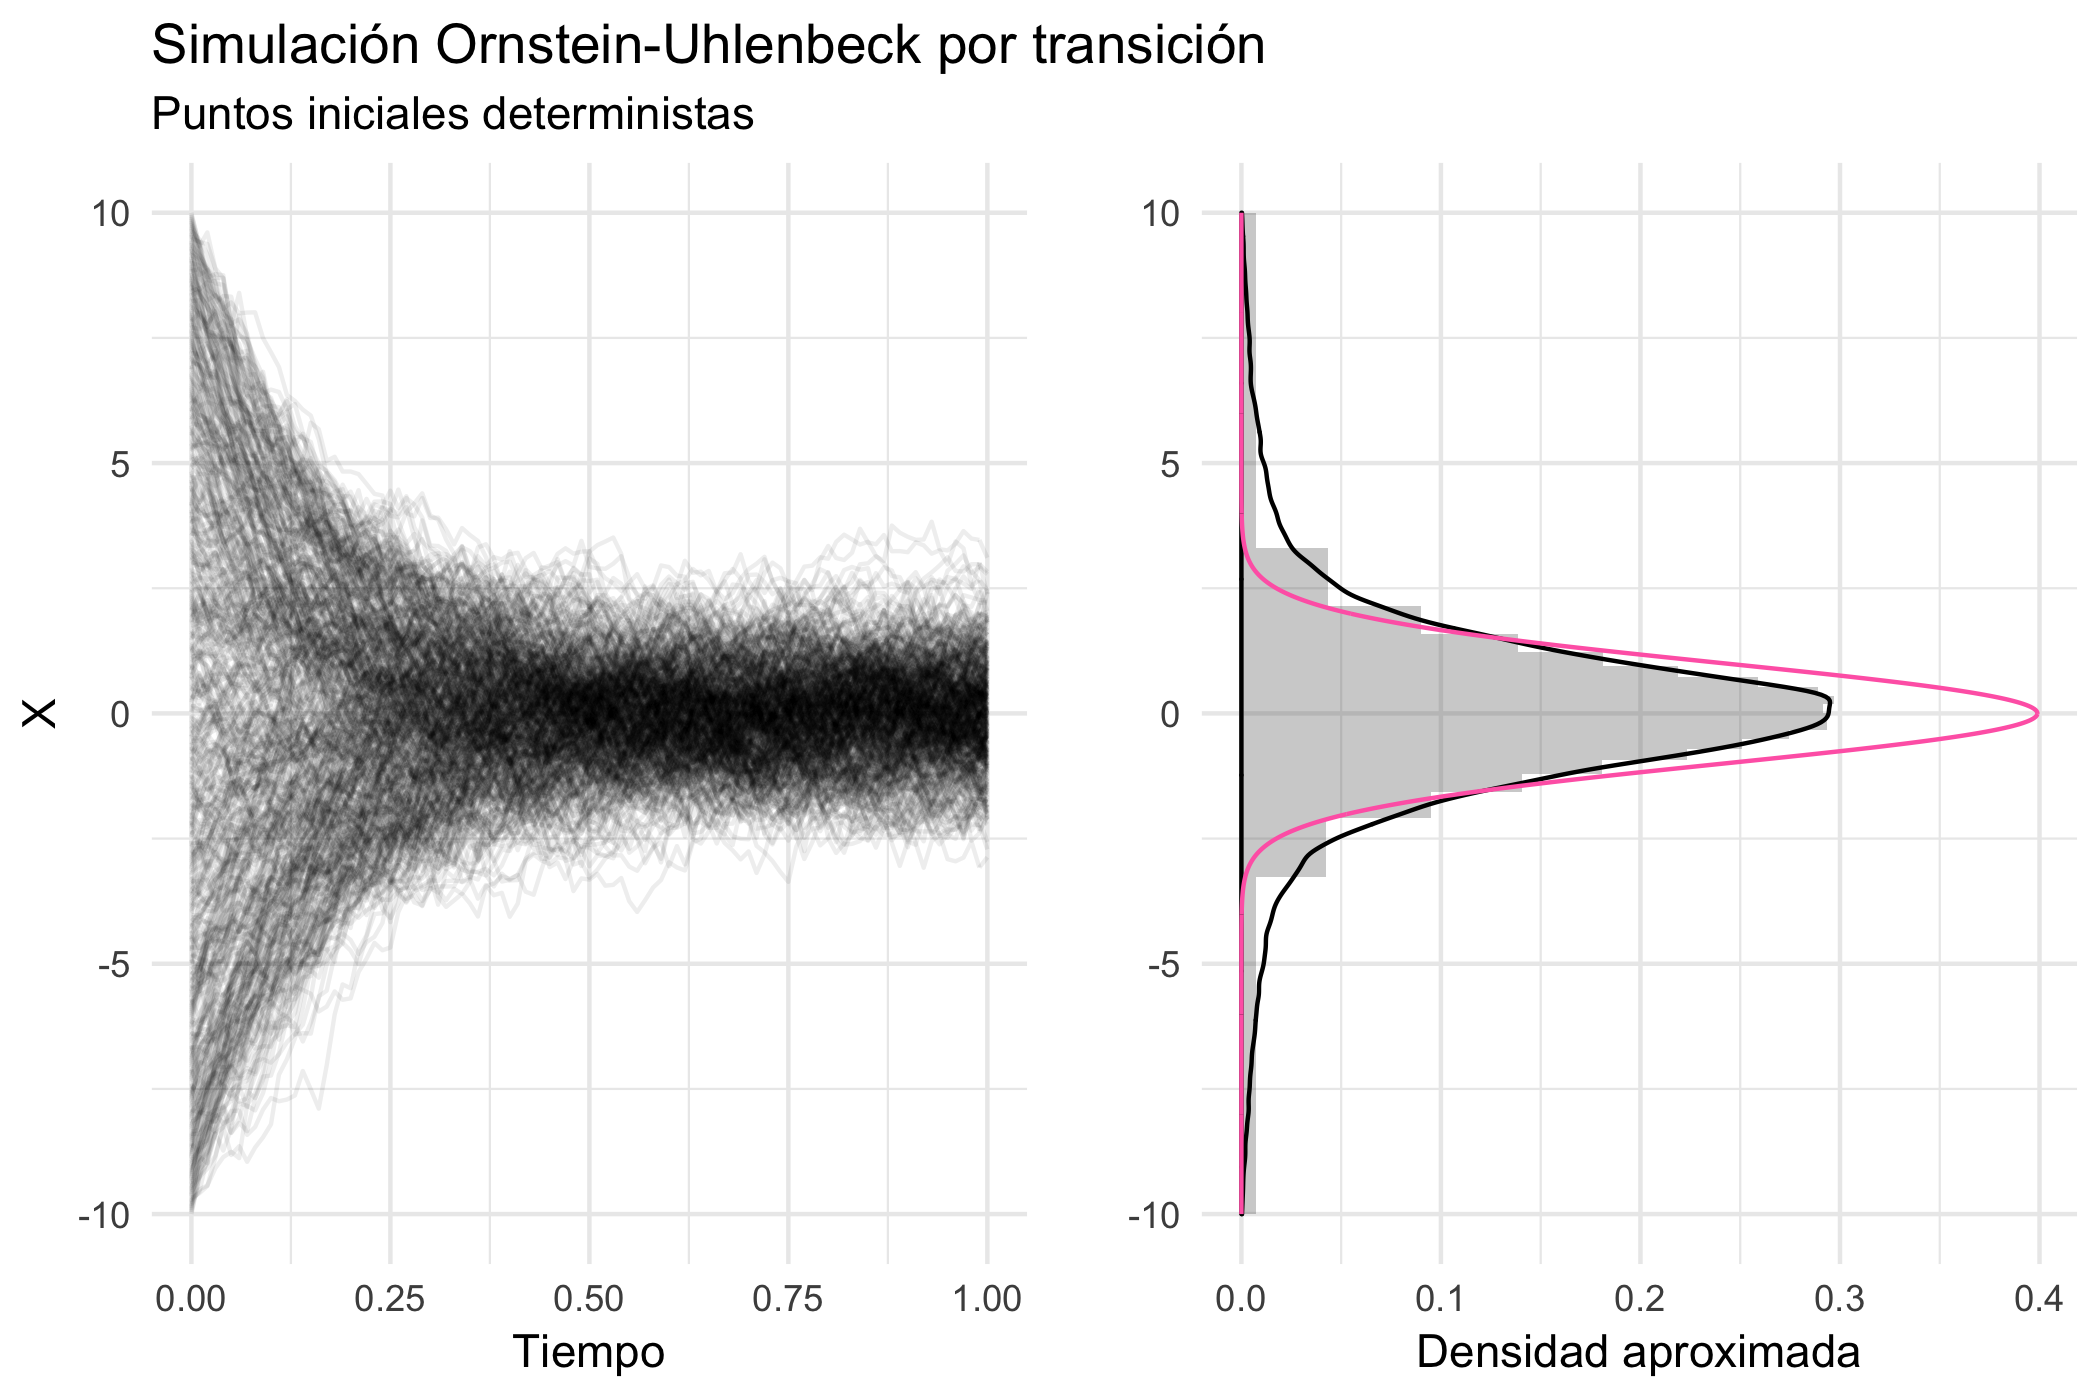 Simulación Ornstein-Uhlenbeck por transición
Puntos iniciales deterministas
X
10
5
0
-5
-10
0.00 0.25 0.50 0.75 1.00
Tiempo
10
5
0
-5
-10
0.0 0.1 0.2 0.3 0.4
Densidad aproximada